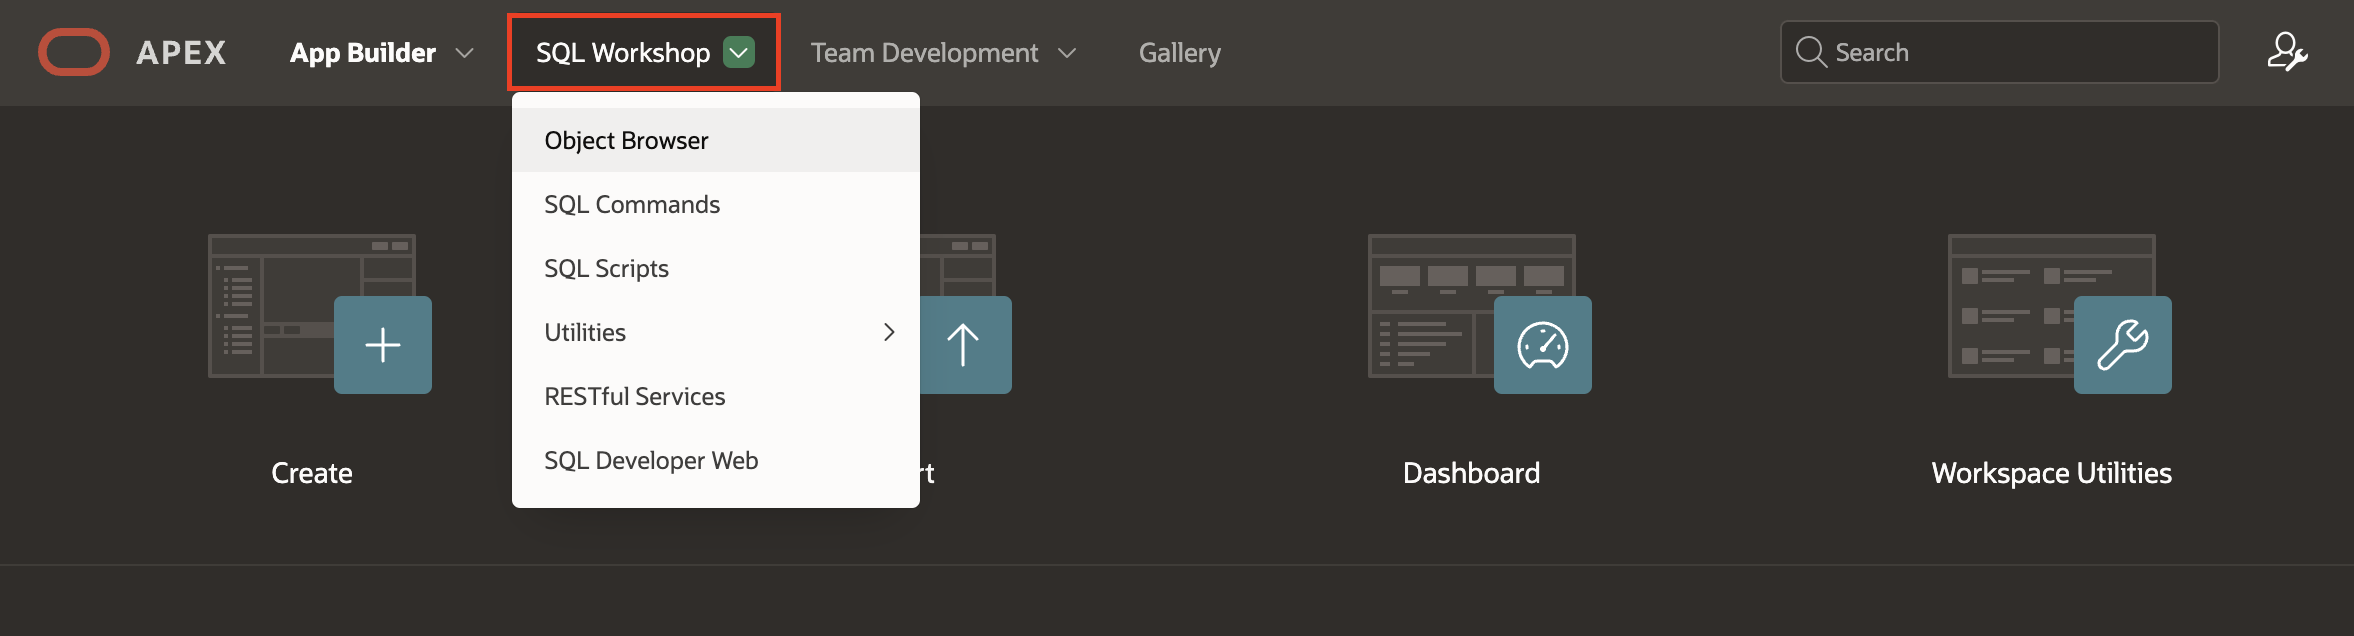 APEX App Builder SQL Workshop Team Development Gallery Search
Object Browser
SQL Commands
SQL Scripts
Utilities
RESTful Services
SQL Developer Web
Create rt Dashboard Workspace Utilities